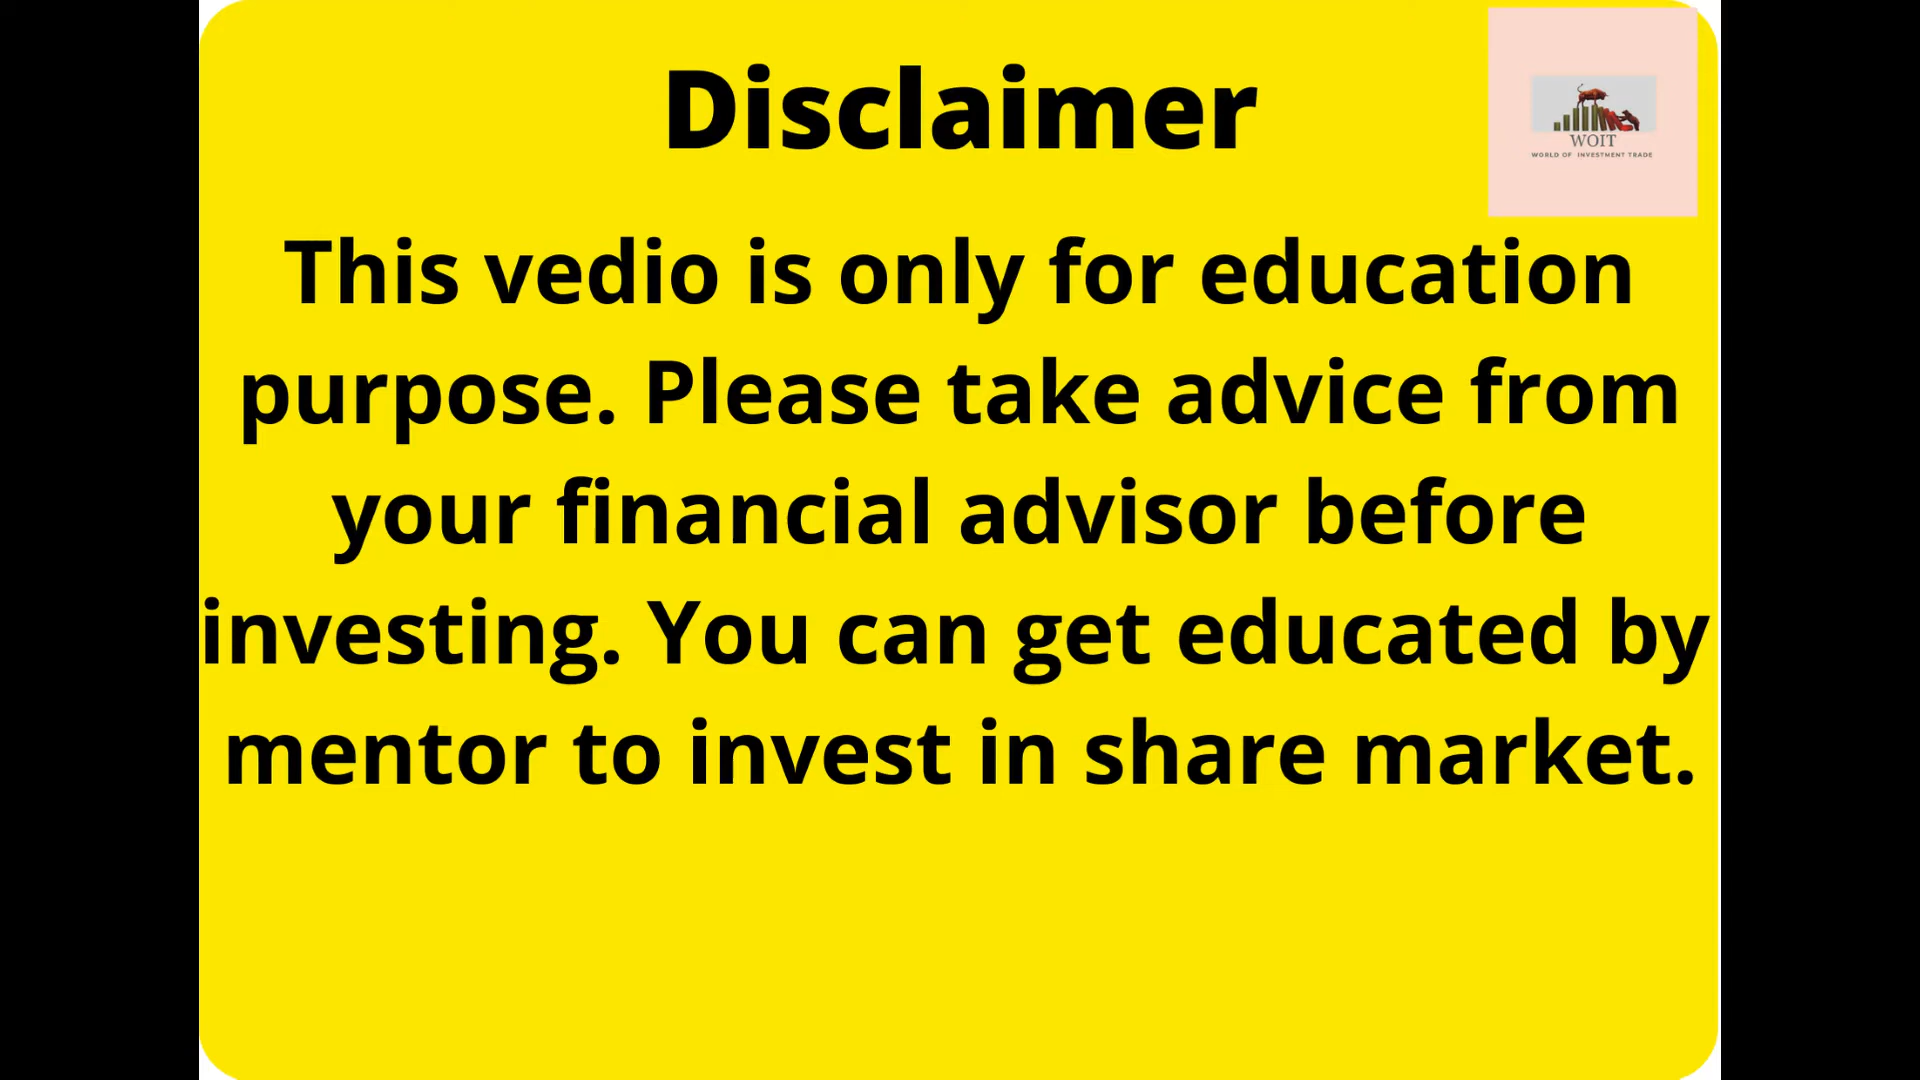 Disclaimer
WOIT
WORLD OF INVESTMENT TRADE
This vedio is only for education
purpose. Please take advice from
your financial advisor before
investing. You can get educated by
mentor to invest in share market.